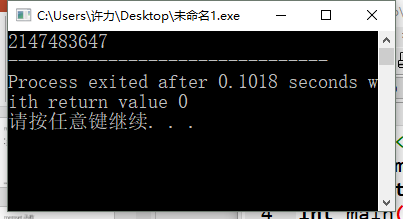 C:\Users\许力\Desktop\未命名1.exe
2147483647
--------------------------------
Process exited after 0.1018 seconds w
ith return value 0
请按任意键继续. . .
4 int main(